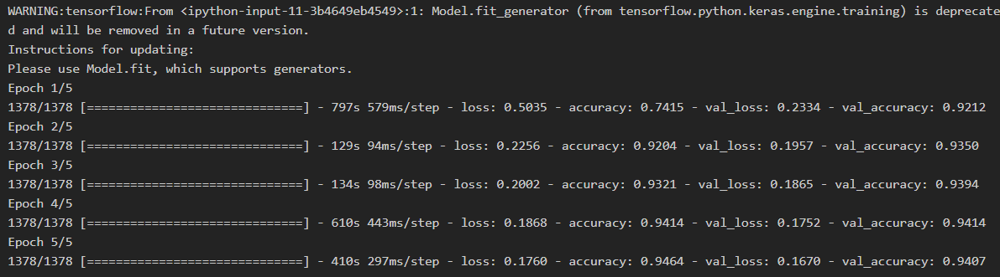 WARNING:tensorflow:From <ipython-input-11-3b4649eb4549>:1: Model.fit_generator (from tensorflow.python.keras.engine.training) is deprecate
d and will be removed in a future version.
Instructions for updating:
Please use Model.fit, which supports generators.
Epoch 1/5
1378/1378 [==============================] - 797s 579ms/step - loss: 0.5035 - accuracy: 0.7415 - val_loss: 0.2334 - val_accuracy: 0.9212
Epoch 2/5
1378/1378 [==============================] - 129s 94ms/step - loss: 0.2256 - accuracy: 0.9204 - val_loss: 0.1957 - val_accuracy: 0.9350
Epoch 3/5
1378/1378 [==============================] - 134s 98ms/step - loss: 0.2002 - accuracy: 0.9321 - val_loss: 0.1865 - val_accuracy: 0.9394
Epoch 4/5
1378/1378 [==============================] - 610s 443ms/step - loss: 0.1868 - accuracy: 0.9414 - val_loss: 0.1752 - val_accuracy: 0.9414
Epoch 5/5
1378/1378 [==============================] - 410s 297ms/step - loss: 0.1760 - accuracy: 0.9464 - val_loss: 0.1670 - val_accuracy: 0.9407